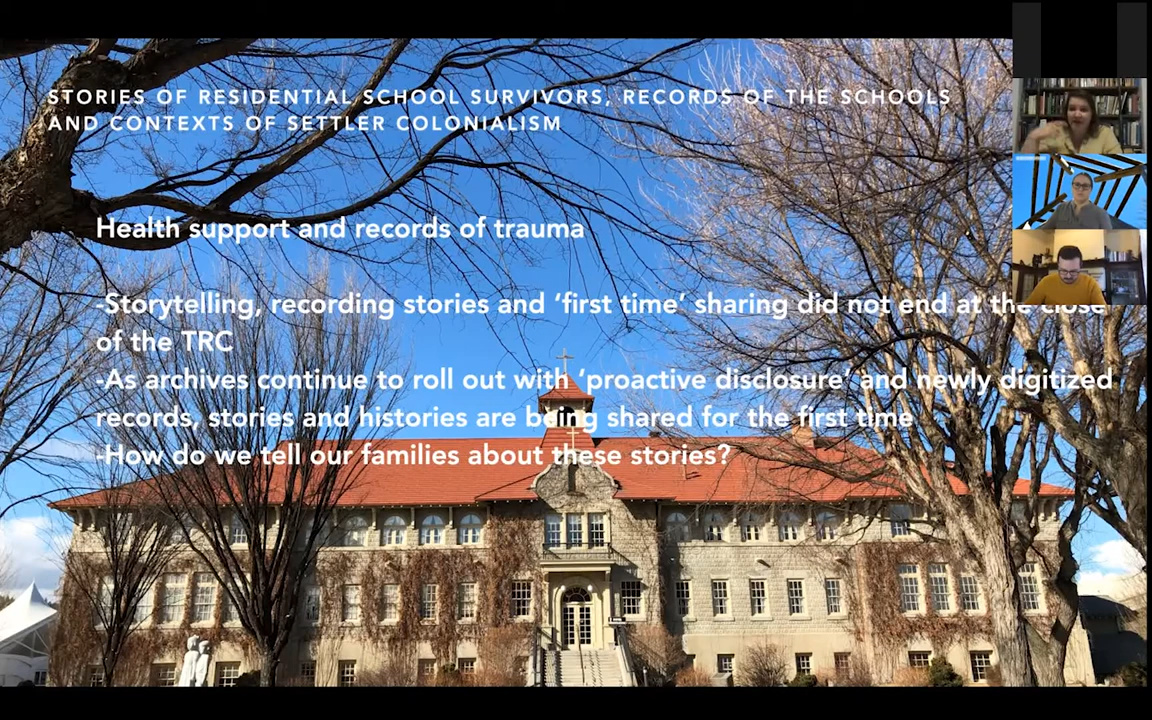 STORIES OF RESIDENTIAL SCHOOL SURVIVORS, RECORDS OF THE SCHOOLS
AND CONTEXTS OF SETTLER COLONIALISM
Health support and records of trauma
-Storytelling, recording stories and ‘first time’ sharing did not end at the close
of the TRC
-As archives continue to roll out with ‘proactive disclosure’ and newly digitized
records, stories and histories are being shared for the first time
-How do we tell our families about these stories?